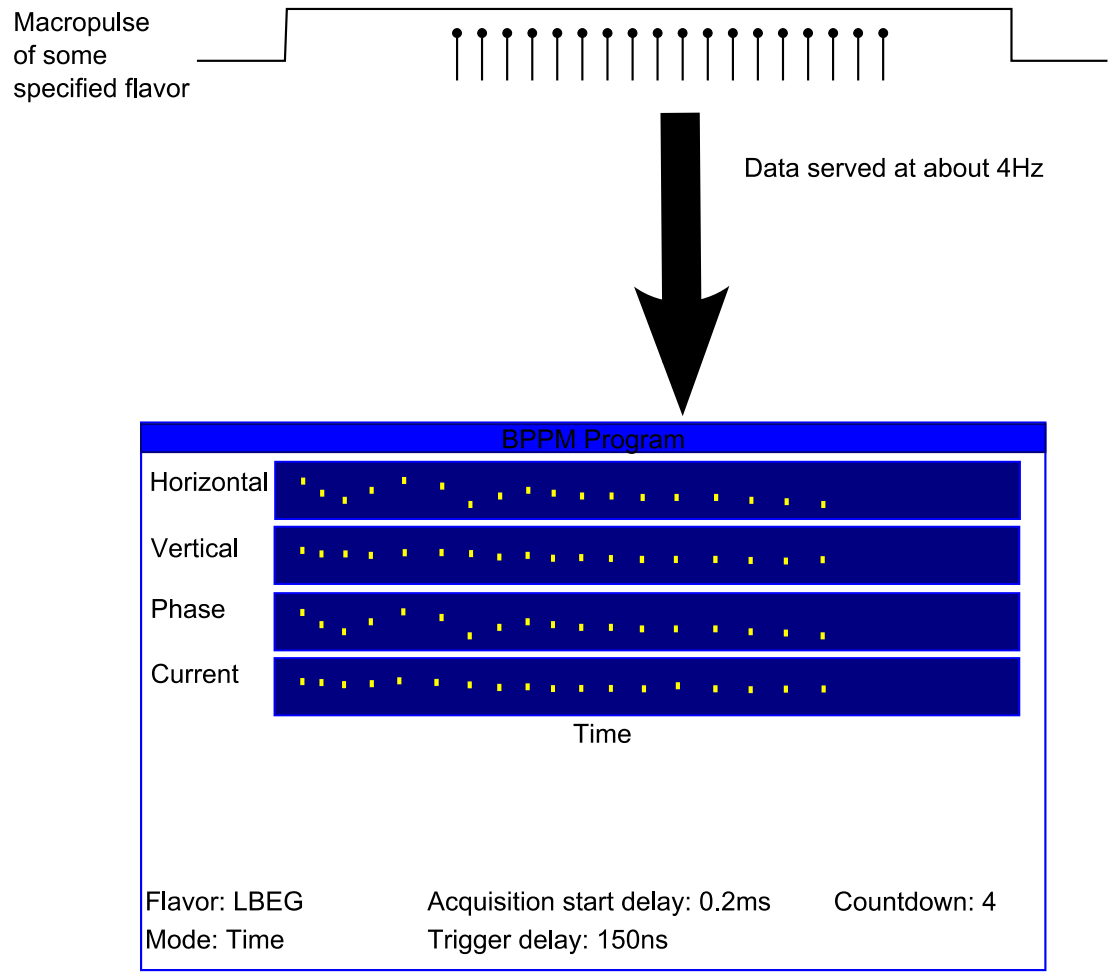 Macropulse
of some
specified flavor
Data served at about 4Hz
BPPM Program
Horizontal
Vertical
Phase
Current
Time
Flavor: LBEG
Acquisition start delay: 0.2ms
Countdown: 4
Mode: Time
Trigger delay: 150ns